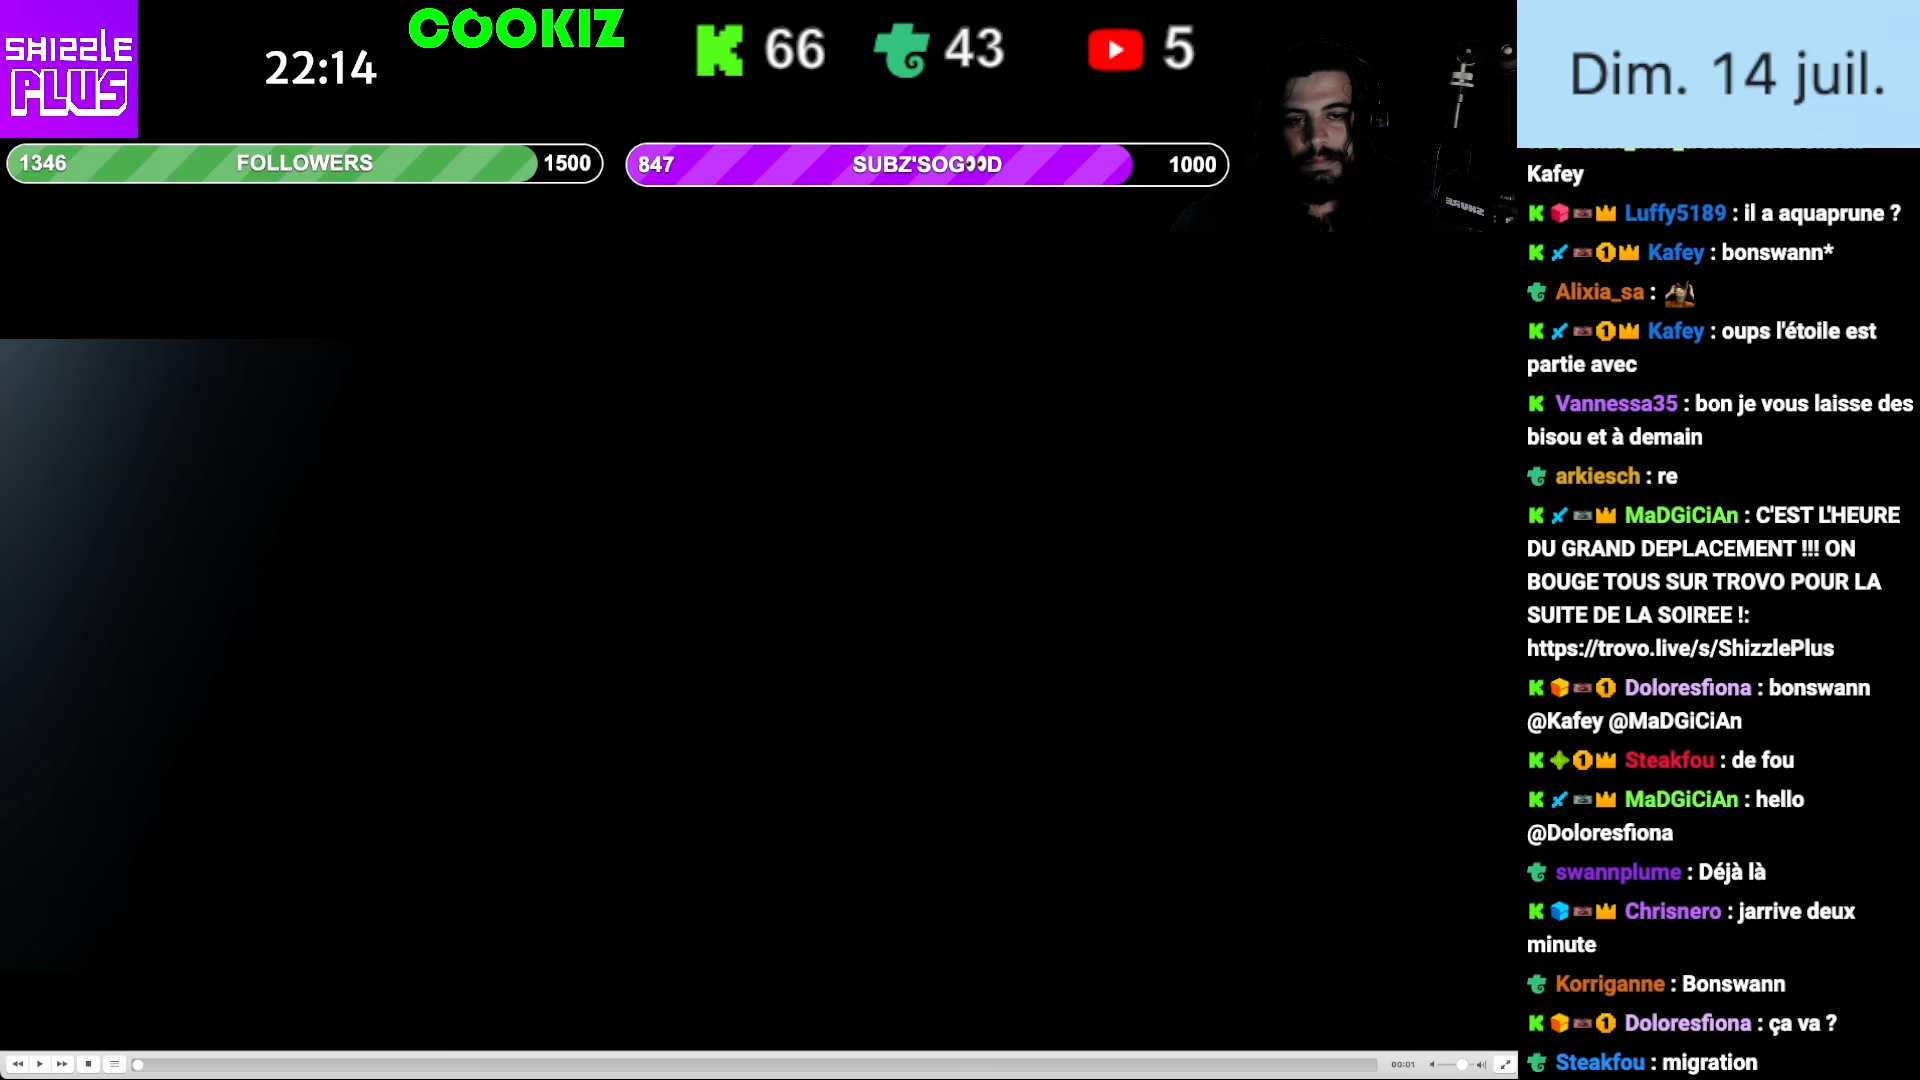 SHIZZLE
PLUS
22:14
COOKIZ
66
43
5
Dim. 14 juil.
1346 FOLLOWERS 1500
847 SUBZ'SOG👀D 1000
SHURE
Kafey
Luffy5189 : il a aquaprune ?
Kafey : bonswann*
Alixia_sa :
Kafey : oups l'étoile est
partie avec
Vannessa35 : bon je vous laisse des
bisou et à demain
arkiesch : re
MaDGiCiAn : C'EST L'HEURE
DU GRAND DEPLACEMENT !!! ON
BOUGE TOUS SUR TROVO POUR LA
SUITE DE LA SOIREE !:
https://trovo.live/s/ShizzlePlus
Doloresfiona : bonswann
@Kafey @MaDGiCiAn
Steakfou : de fou
MaDGiCiAn : hello
@Doloresfiona
swannplume : Déjà là
Chrisnero : jarrive deux
minute
Korriganne : Bonswann
Doloresfiona : ça va ?
Steakfou : migration
00:01